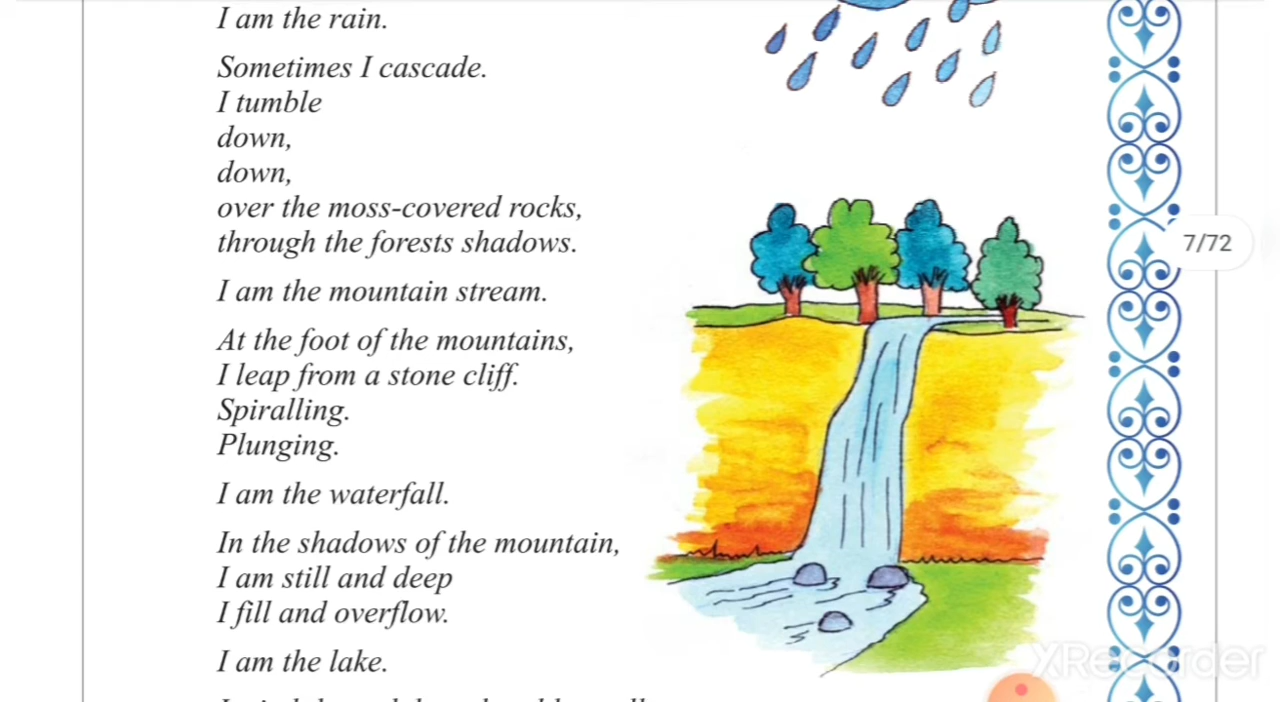 I am the rain.
Sometimes I cascade.
I tumble
down,
down,
over the moss-covered rocks,
through the forests shadows.
7/72
I am the mountain stream.
At the foot of the mountains,
I leap from a stone cliff.
Spiralling.
Plunging.
I am the waterfall.
In the shadows of the mountain,
I am still and deep
I fill and overflow.
I am the lake.
XRecorder